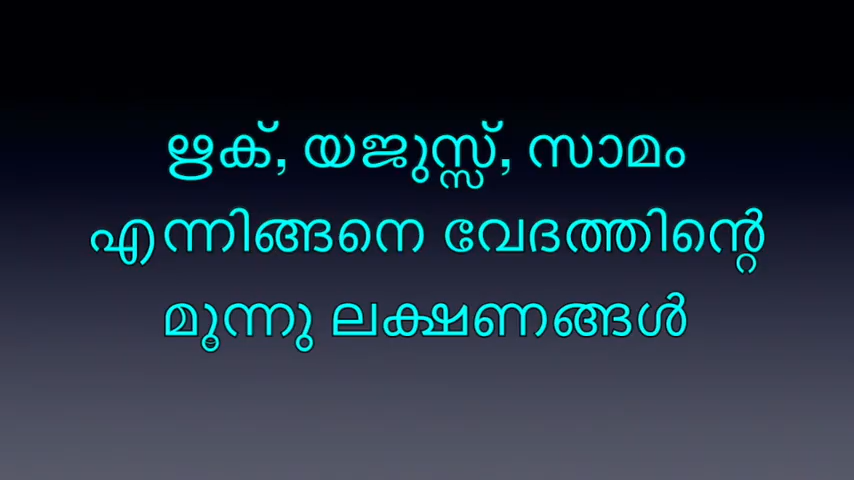 ഋക്, യജുസ്സ്, സാമം
എന്നിങ്ങനെ വേദത്തിന്റെ
മൂന്നു ലക്ഷണങ്ങൾ